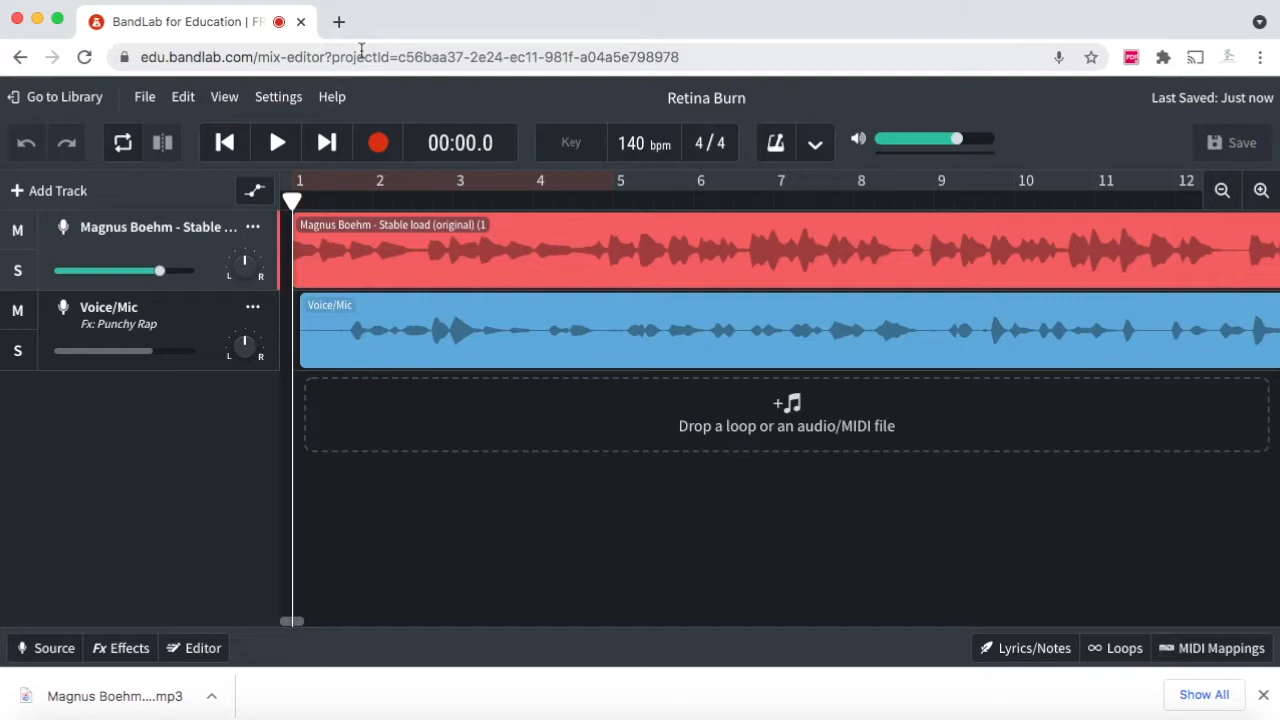 BandLab for Education | FR
edu.bandlab.com/mix-editor?projectId=c56baa37-2e24-ec11-981f-a04a5e798978
PDF
Go to Library
File
Edit
View
Settings
Help
Retina Burn
Last Saved: Just now
00:00.0
Key
140 bpm
4 / 4
Save
+ Add Track
1
2
3
4
5
6
7
8
9
10
11
12
M
Magnus Boehm - Stable ...
S
L
R
Magnus Boehm - Stable load (original) (1
M
Voice/Mic
Fx: Punchy Rap
S
L
R
Voice/Mic
Drop a loop or an audio/MIDI file
Source
Fx Effects
Editor
Lyrics/Notes
Loops
MIDI Mappings
Magnus Boehm....mp3
Show All